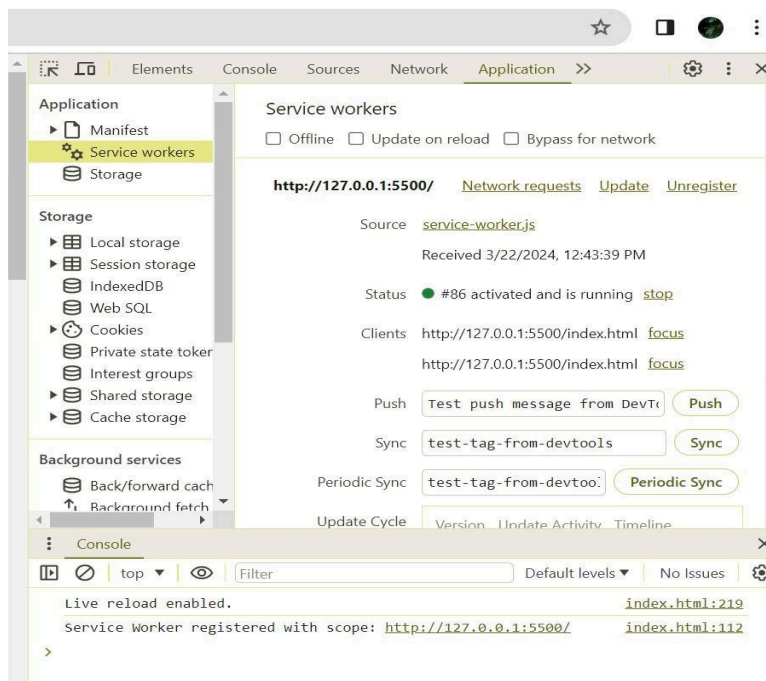 Elements Console Sources Network Application
Application
Manifest
Service workers
Storage
Storage
Local storage
Session storage
IndexedDB
Web SQL
Cookies
Private state token
Interest groups
Shared storage
Cache storage
Background services
Back/forward cach
Background fetch
Service workers
Offline Update on reload Bypass for network
http://127.0.0.1:5500/ Network requests Update Unregister
Source service-worker.js
Received 3/22/2024, 12:43:39 PM
Status #86 activated and is running stop
Clients http://127.0.0.1:5500/index.html focus
http://127.0.0.1:5500/index.html focus
Push Test push message from DevTo Push
Sync test-tag-from-devtools Sync
Periodic Sync test-tag-from-devtool Periodic Sync
Update Cycle Version Update Activity Timeline
Console
top Filter Default levels No Issues
Live reload enabled. index.html:219
Service Worker registered with scope: http://127.0.0.1:5500/ index.html:112